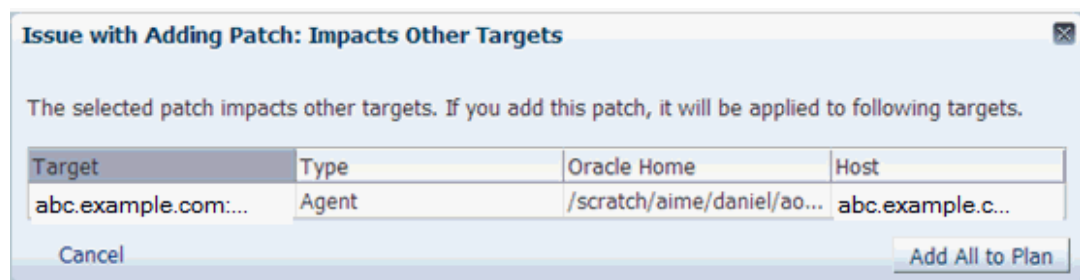 Issue with Adding Patch: Impacts Other Targets
The selected patch impacts other targets. If you add this patch, it will be applied to following targets.
Target Type Oracle Home Host
abc.example.com:... Agent /scratch/aime/daniel/ao... abc.example.c...
Cancel Add All to Plan